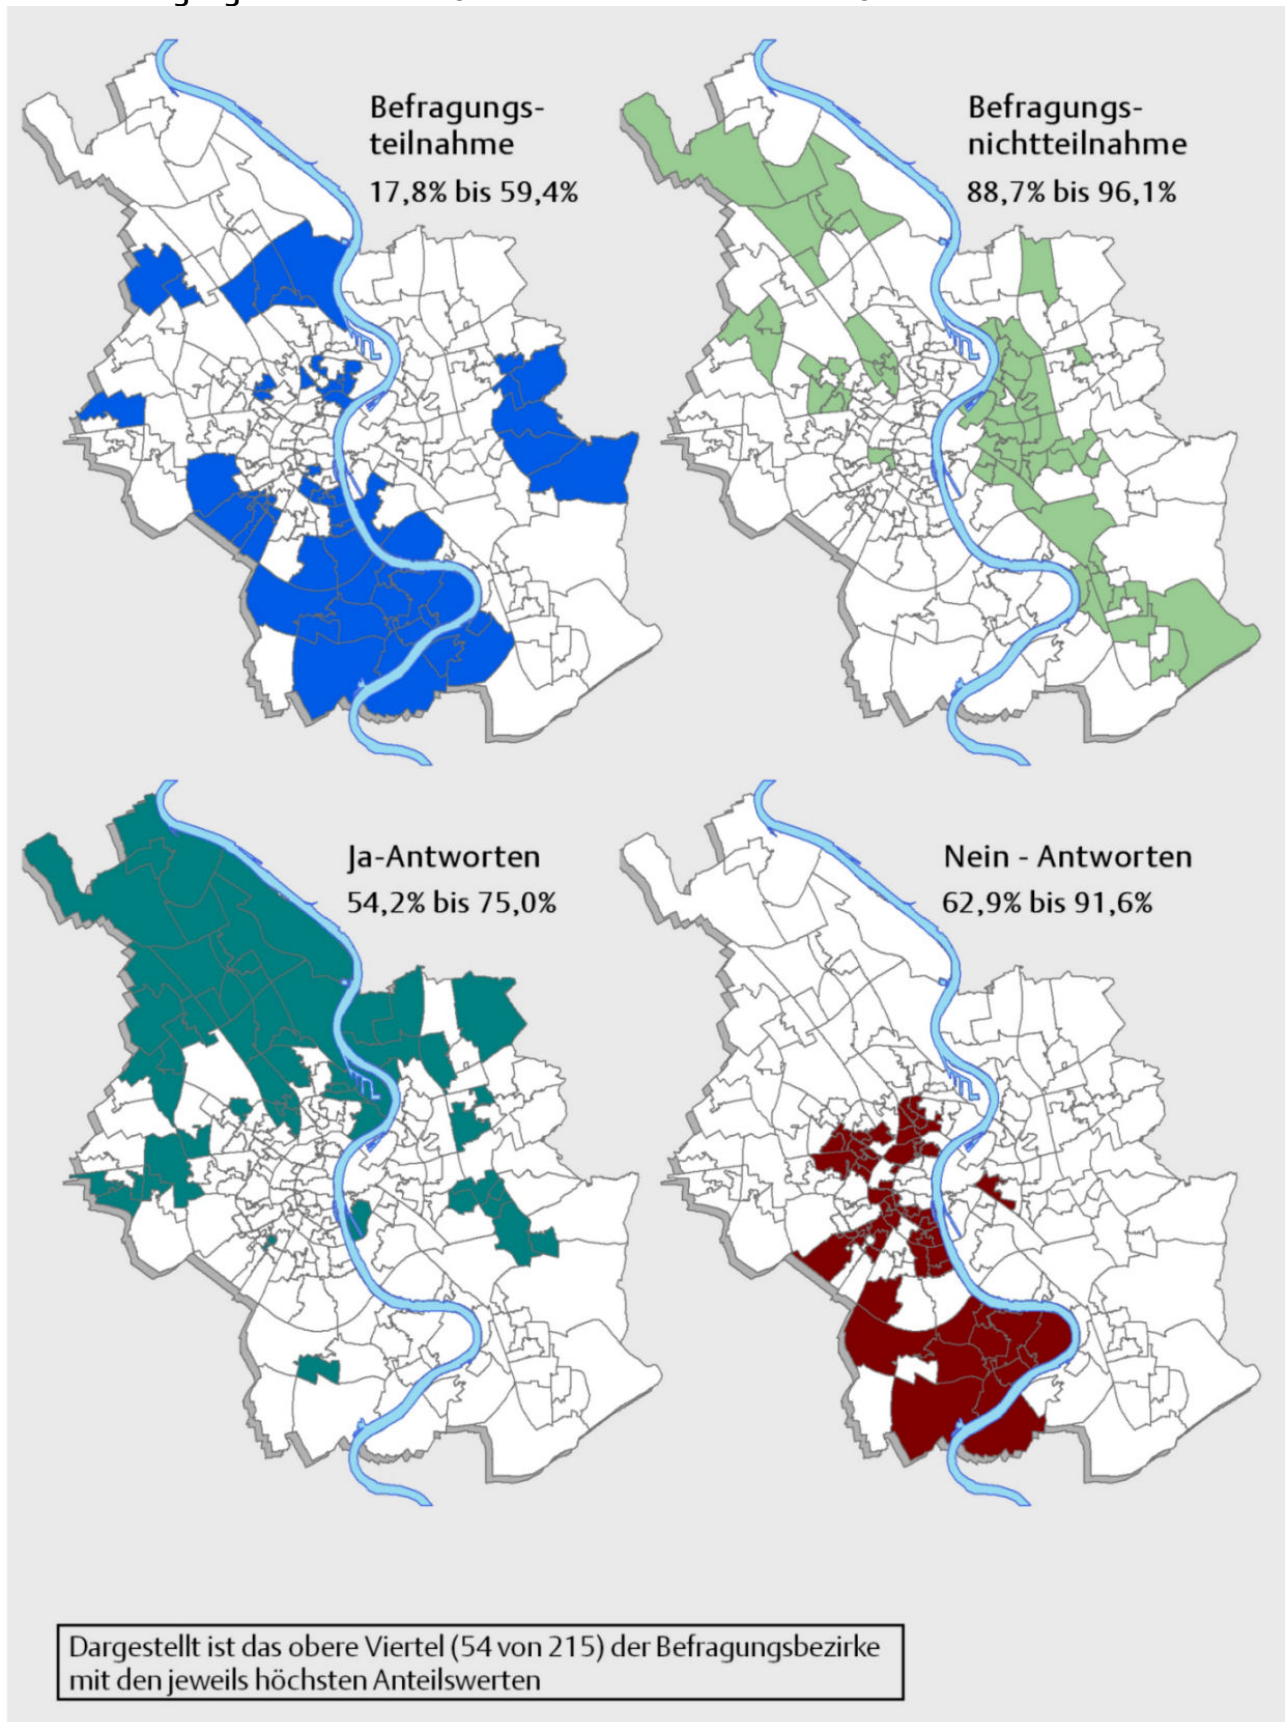 Befragungs-
teilnahme
17,8% bis 59,4%
Befragungs-
nichtteilnahme
88,7% bis 96,1%
Ja-Antworten
54,2% bis 75,0%
Nein - Antworten
62,9% bis 91,6%
Dargestellt ist das obere Viertel (54 von 215) der Befragungsbezirke
mit den jeweils höchsten Anteilswerten